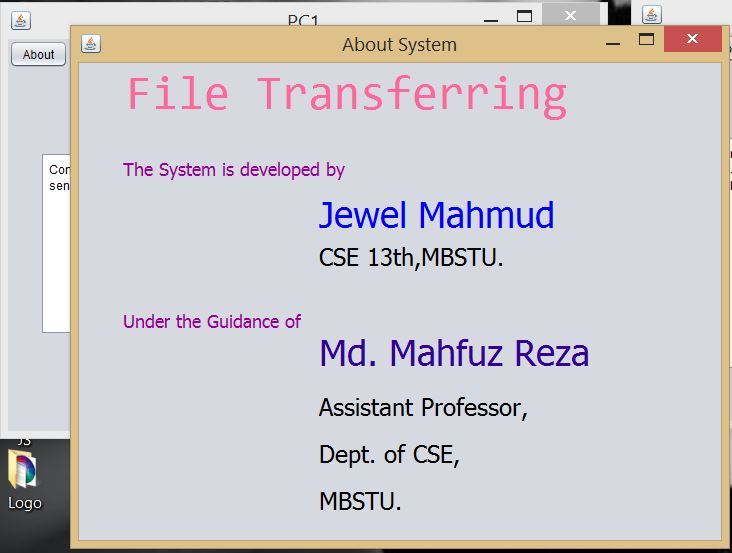 PC1
About System
About
File Transferring
The System is developed by
Con
sen
Jewel Mahmud
CSE 13th,MBSTU.
Under the Guidance of
Md. Mahfuz Reza
Assistant Professor,
Dept. of CSE,
MBSTU.
JS
Logo